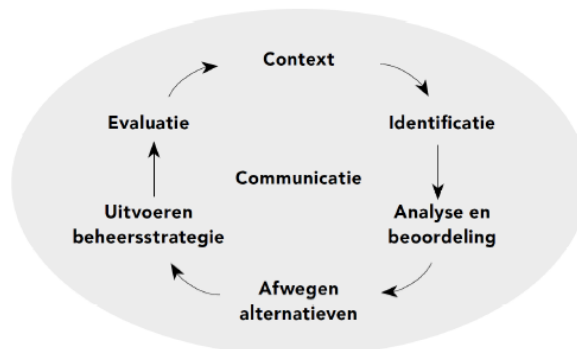 Context
Evaluatie
Identificatie
Communicatie
Uitvoeren
beheersstrategie
Analyse en
beoordeling
Afwegen
alternatieven